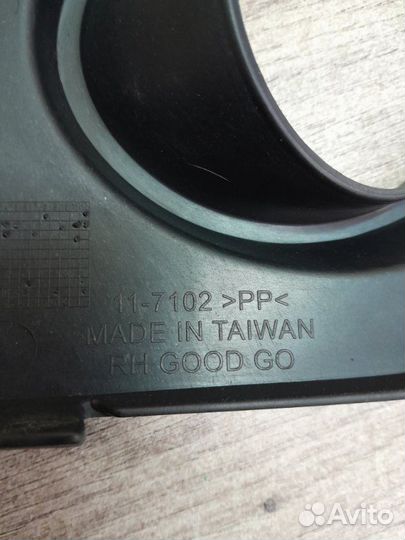 11-7102 >PP<
MADE IN TAIWAN
RH GOOD GO
Avito